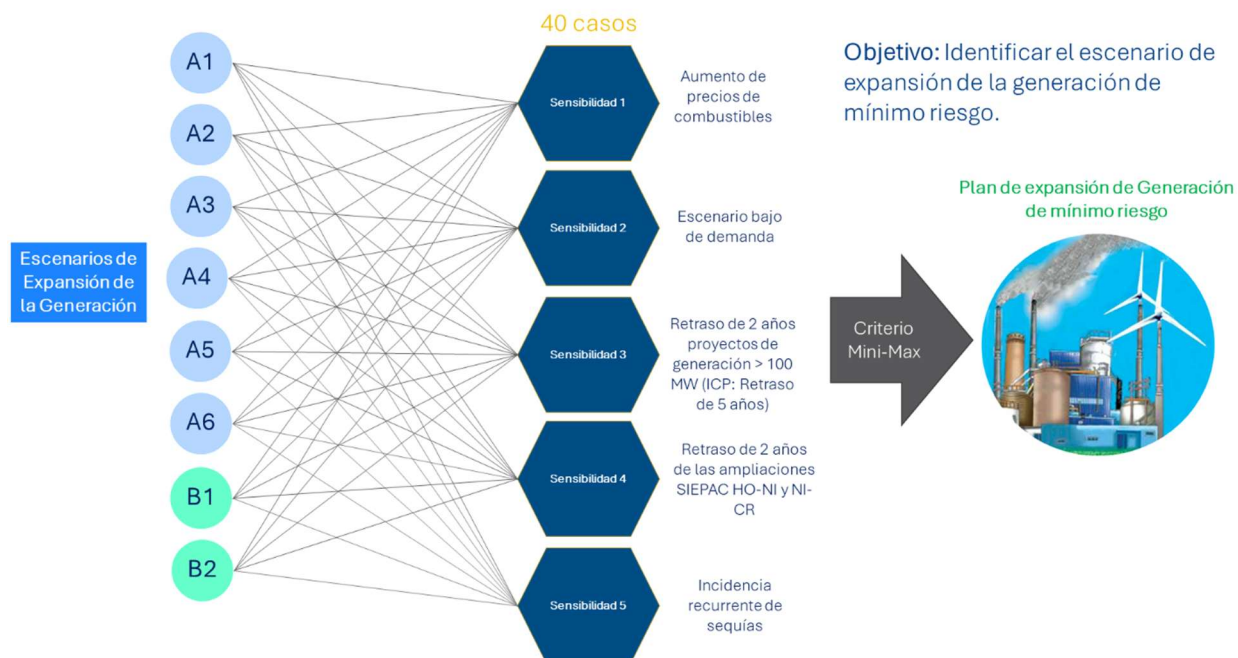 40 casos
A1
A2
A3
A4
A5
A6
B1
B2
Escenarios de
Expansión de
la Generación
Sensibilidad 1
Aumento de
precios de
combustibles
Sensibilidad 2
Escenario bajo
de demanda
Sensibilidad 3
Retraso de 2 años
proyectos de
generación > 100
MW (ICP: Retraso
de 5 años)
Sensibilidad 4
Retraso de 2 años
de las ampliaciones
SIEPAC HO-NI y NI-
CR
Sensibilidad 5
Incidencia
recurrente de
sequías
Criterio
Mini-Max
Objetivo: Identificar el escenario de
expansión de la generación de
mínimo riesgo.
Plan de expansión de Generación
de mínimo riesgo